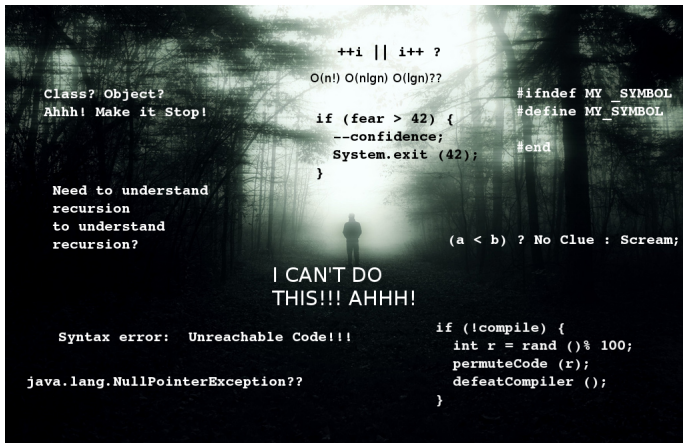 ++i || i++ ?
O(n!) O(nlgn) O(lgn)??
Class? Object?
Ahhh! Make it Stop!
#ifndef MY _SYMBOL
#define MY_SYMBOL
#end
if (fear > 42) {
--confidence;
System.exit (42);
}
Need to understand
recursion
to understand
recursion?
(a < b) ? No Clue : Scream;
I CAN'T DO
THIS!!! AHHH!
Syntax error:  Unreachable Code!!!
java.lang.NullPointerException??
if (!compile) {
int r = rand ()% 100;
permuteCode (r);
defeatCompiler ();
}